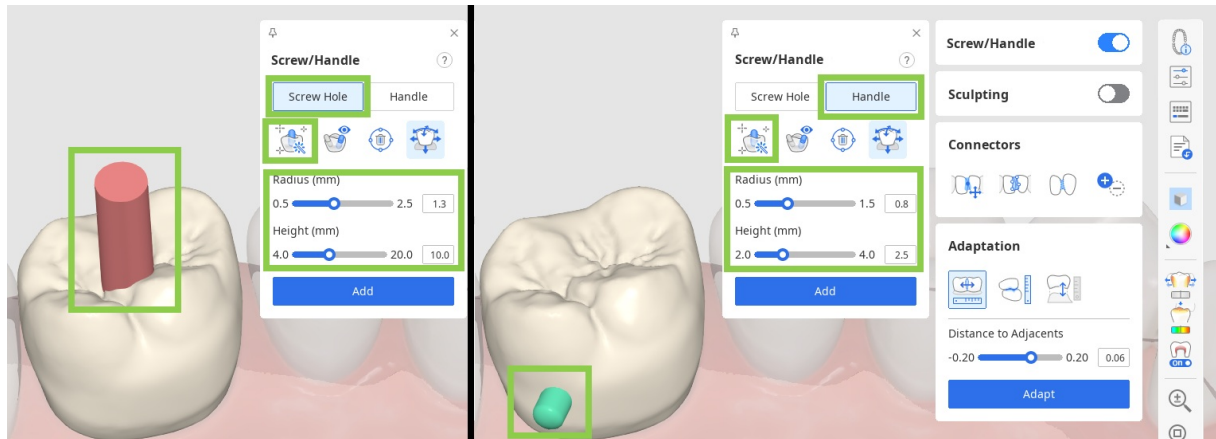 Screw/Handle
?
Screw Hole Handle
Radius (mm)
0.5 2.5 1.3
Height (mm)
4.0 20.0 10.0
Add
Screw/Handle
?
Screw Hole Handle
Radius (mm)
0.5 1.5 0.8
Height (mm)
2.0 4.0 2.5
Add
Screw/Handle
Sculpting
Connectors
Adaptation
Distance to Adjacents
-0.20 0.20 0.06
Adapt
ON